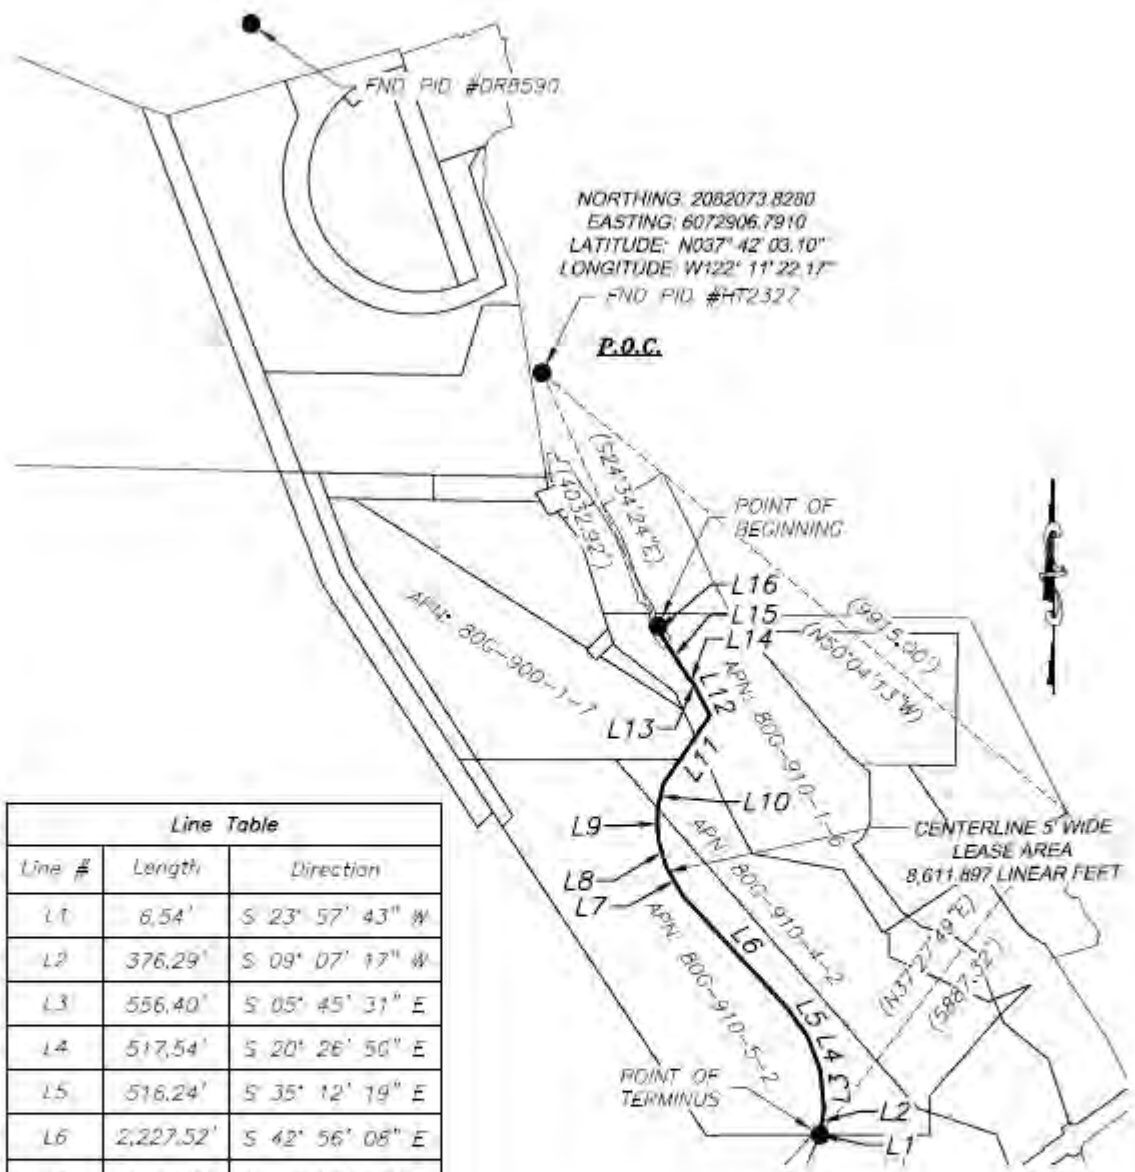 FND PID #DR8590
NORTHING: 2082073.8280
EASTING: 6072906.7910
LATITUDE: N037° 42' 03.10"
LONGITUDE: W122° 11' 22.17"
FND PID #HT2327
P.O.C.
(S24°34'24"E)
(4032.92')
POINT OF
BEGINNING
L16
L15
L14
(9915.90')
(N50°04'13"W)
APN: 80G-900-1-7
L12
L13
APN: 80G-910-1-6
L11
L10
L9
CENTERLINE 5' WIDE
LEASE AREA
8,611.897 LINEAR FEET
L8
L7
APN: 80G-910-4-2
L6
APN: 80G-910-5-2
(N37°27'49"E)
(5887.32')
L5
L4
POINT OF
TERMINUS
L2
L1
Line Table
Line # Length Direction
L1 6.54' S 23° 57' 43" W
L2 376.29' S 09° 07' 17" W
L3 556.40' S 05° 45' 31" E
L4 517.54' S 20° 26' 50" E
L5 516.24' S 35° 12' 19" E
L6 2,227.52' S 42° 56' 08" E